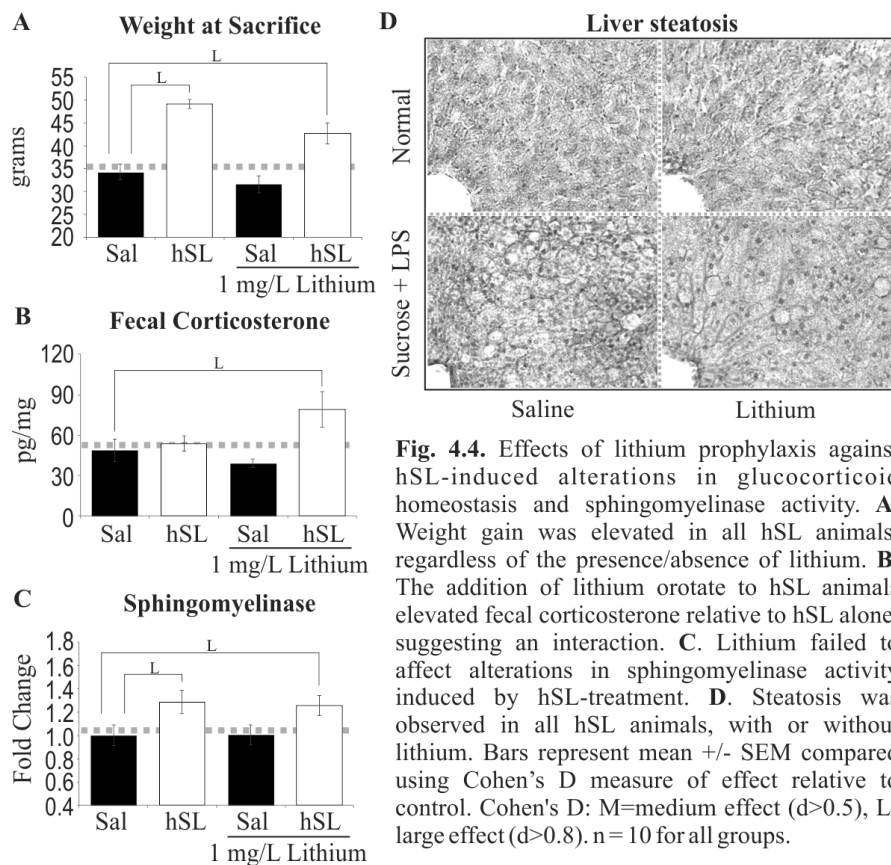 A
Weight at Sacrifice
L
L
55
50
45
40
35
30
25
20
grams
Sal hSL Sal hSL
1 mg/L Lithium
B
Fecal Corticosterone
L
120
90
60
30
0
pg/mg
Sal hSL Sal hSL
1 mg/L Lithium
C
Sphingomyelinase
L
L
1.8
1.6
1.4
1.2
1.0
0.8
0.6
0.4
Fold Change
Sal hSL Sal hSL
1 mg/L Lithium
D
Liver steatosis
Normal
Sucrose + LPS
Saline Lithium
Fig. 4.4. Effects of lithium prophylaxis agains
hSL-induced alterations in glucocorticoid
homeostasis and sphingomyelinase activity. A
Weight gain was elevated in all hSL animals
regardless of the presence/absence of lithium. B
The addition of lithium orotate to hSL animals
elevated fecal corticosterone relative to hSL alone
suggesting an interaction. C. Lithium failed to
affect alterations in sphingomyelinase activity
induced by hSL-treatment. D. Steatosis was
observed in all hSL animals, with or withou
lithium. Bars represent mean +/- SEM compared
using Cohen's D measure of effect relative to
control. Cohen's D: M=medium effect (d>0.5), L
large effect (d>0.8). n = 10 for all groups.